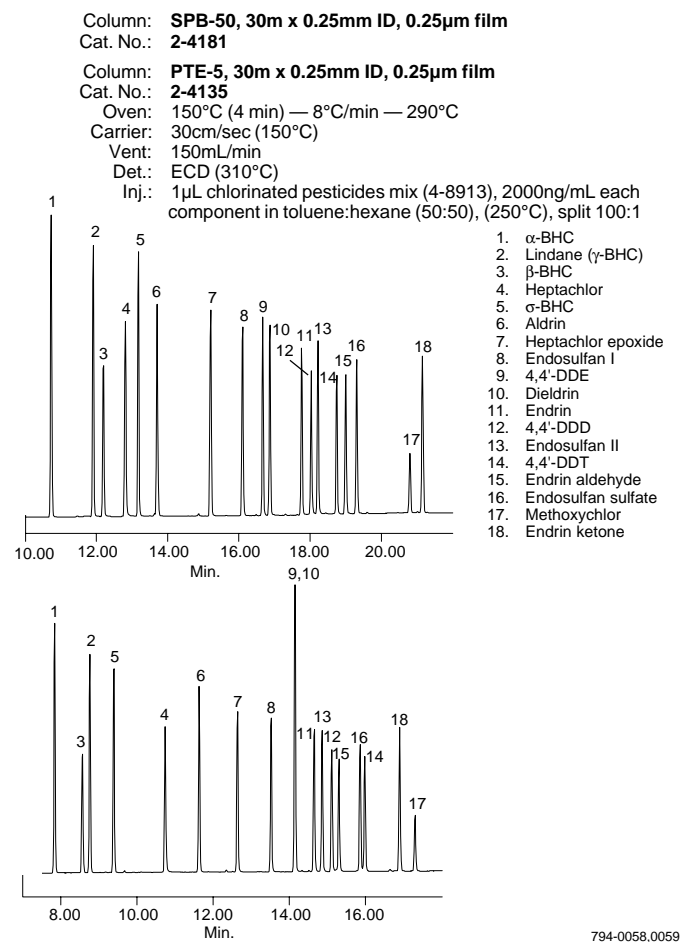 Column: SPB-50, 30m x 0.25mm ID, 0.25µm film
Cat. No.: 2-4181
Column: PTE-5, 30m x 0.25mm ID, 0.25µm film
Cat. No.: 2-4135
Oven: 150°C (4 min) — 8°C/min — 290°C
Carrier: 30cm/sec (150°C)
Vent: 150mL/min
Det.: ECD (310°C)
Inj.: 1µL chlorinated pesticides mix (4-8913), 2000ng/mL each
component in toluene:hexane (50:50), (250°C), split 100:1
1 2 3 4 5 6 7 8 9 10 11 12 13 14 15 16 17 18
1. α-BHC
2. Lindane (γ-BHC)
3. β-BHC
4. Heptachlor
5. σ-BHC
6. Aldrin
7. Heptachlor epoxide
8. Endosulfan I
9. 4,4'-DDE
10. Dieldrin
11. Endrin
12. 4,4'-DDD
13. Endosulfan II
14. 4,4'-DDT
15. Endrin aldehyde
16. Endosulfan sulfate
17. Methoxychlor
18. Endrin ketone
10.00 12.00 14.00 16.00 18.00 20.00
Min.
1 3 2 5 4 6 7 8 9,10 11 13 12 15 16 14 18 17
8.00 10.00 12.00 14.00 16.00
Min.
794-0058.0059